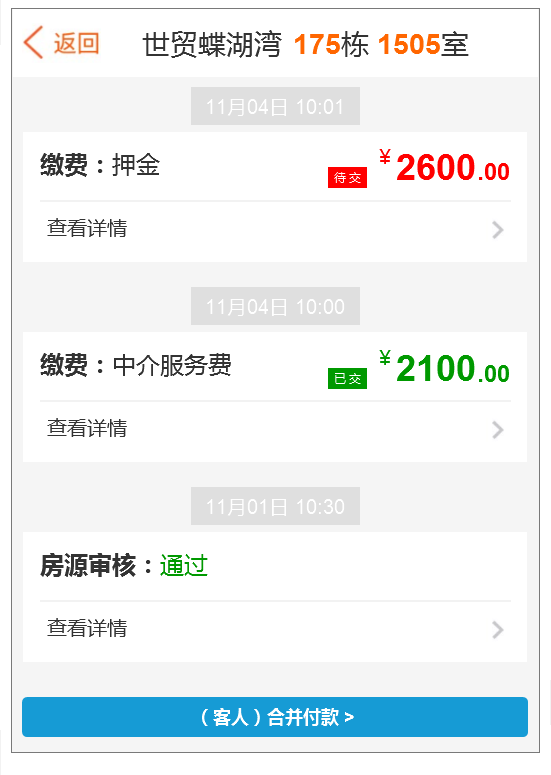 返回 世贸蝶湖湾 175栋 1505室
11月04日 10:01
缴费：押金 待交 ¥2600.00
查看详情
11月04日 10:00
缴费：中介服务费 已交 ¥2100.00
查看详情
11月01日 10:30
房源审核：通过
查看详情
（客人）合并付款 >